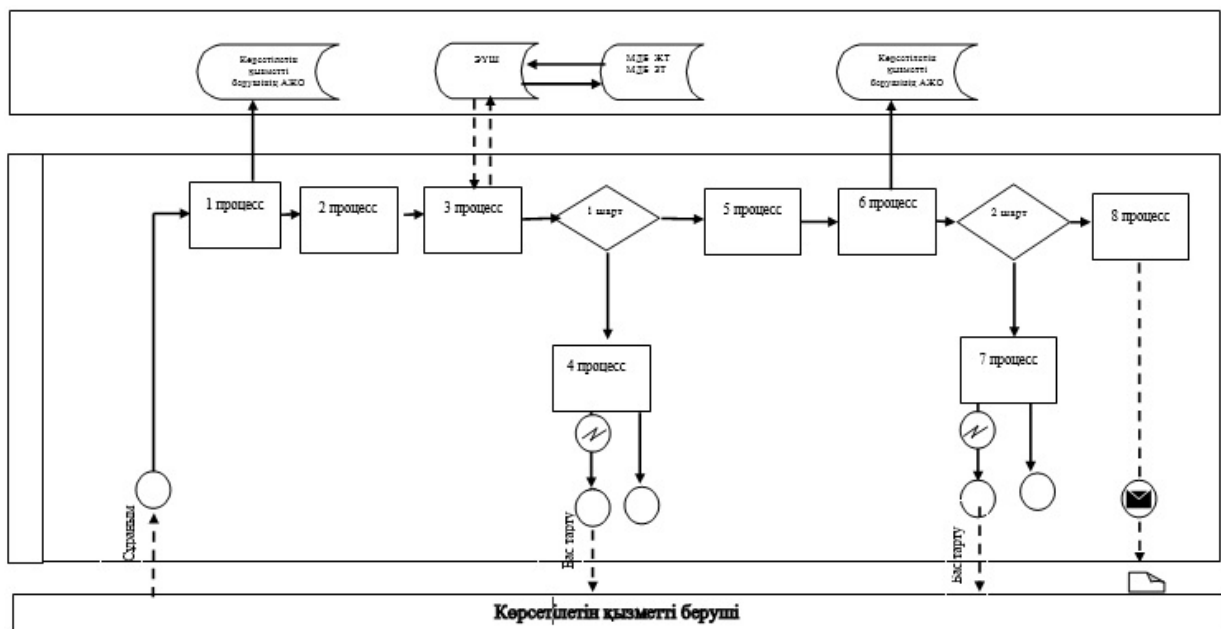 Көрсетілетін
қызметті
берушінің АЖО
ЭҮШ
МДБ ЖТ
МДБ ЗТ
Көрсетілетін
қызметті
берушінің АЖО
1 процесс
2 процесс
3 процесс
1 шарт
5 процесс
6 процесс
2 шарт
8 процесс
4 процесс
7 процесс
Сұраным
Бас тарту
Бас тарту
Көрсетілетін қызметті беруші